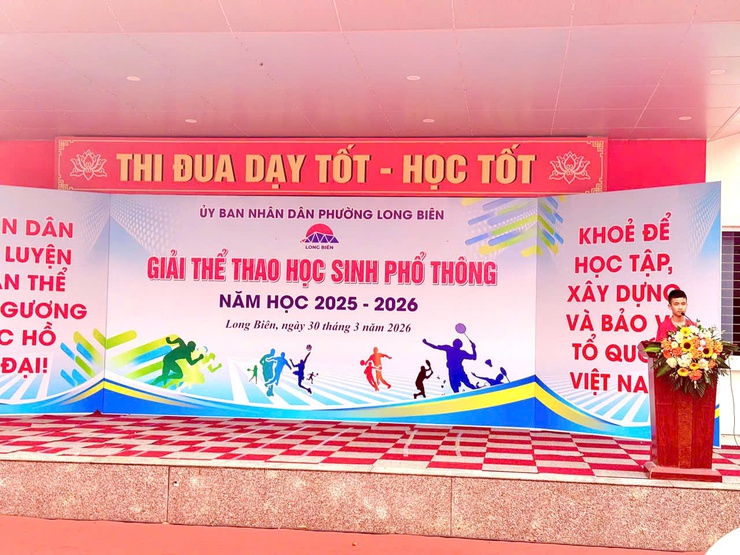 THI ĐUA DẠY TỐT - HỌC TỐT
ỦY BAN NHÂN DÂN PHƯỜNG LONG BIÊN
LONG BIÊN
GIẢI THỂ THAO HỌC SINH PHỔ THÔNG
NĂM HỌC 2025 - 2026
Long Biên, ngày 30 tháng 3 năm 2026
N DÂN
LUYỆN
ÂN THỂ
GƯƠNG
C HỒ
ĐẠI!
KHOẺ ĐỂ
HỌC TẬP,
XÂY DỰNG
VÀ BẢO V
TỔ QUỐ
VIỆT NA